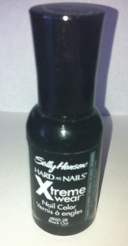 Sally Hansen
HARD AS NAILS
Xtreme
wear
Nail Color
Vernis à ongles